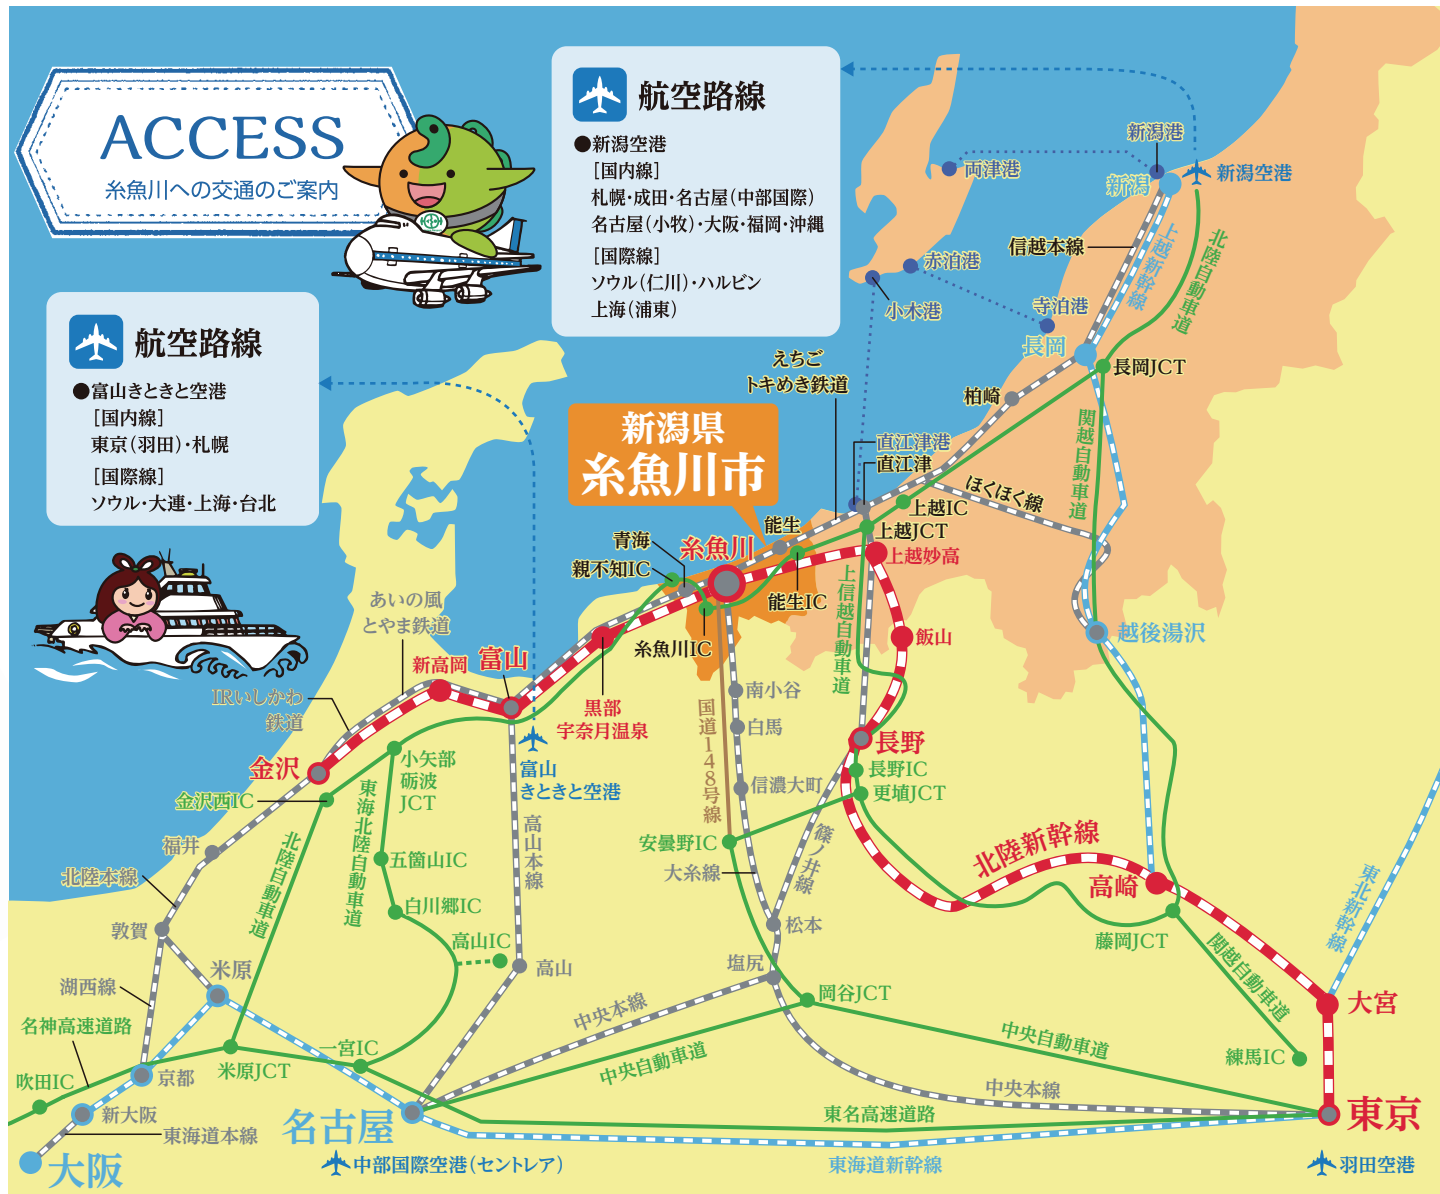 ACCESS
糸魚川への交通のご案内
航空路線
●新潟空港
［国内線］
札幌・成田・名古屋（中部国際）
名古屋（小牧）・大阪・福岡・沖縄
［国際線］
ソウル（仁川）・ハルビン
上海（浦東）
航空路線
●富山きときと空港
［国内線］
東京（羽田）・札幌
［国際線］
ソウル・大連・上海・台北
新潟県
糸魚川市
新潟港
両津港
新潟
新潟空港
信越本線
上越新幹線
北陸自動車道
赤泊港
小木港
寺泊港
長岡
長岡JCT
えちご
トキめき鉄道
柏崎
関越自動車道
直江津港
直江津
ほくほく線
上越IC
上越JCT
上越妙高
能生
能生IC
青海
糸魚川
親不知IC
糸魚川IC
上信越自動車道
飯山
越後湯沢
あいの風
とやま鉄道
新高岡
富山
黒部
宇奈月温泉
IRいしかわ
鉄道
国道148号線
南小谷
白馬
信濃大町
長野
長野IC
更埴JCT
金沢
金沢西IC
小矢部
砺波
JCT
富山
きときと空港
東海北陸自動車道
高山本線
安曇野IC
大糸線
篠ノ井線
北陸新幹線
高崎
福井
北陸本線
北陸自動車道
五箇山IC
白川郷IC
高山IC
高山
松本
塩尻
藤岡JCT
関越自動車道
東北新幹線
敦賀
米原
湖西線
名神高速道路
中央本線
岡谷JCT
中央自動車道
中央自動車道
大宮
練馬IC
一宮IC
米原JCT
吹田IC
京都
新大阪
東海道本線
大阪
名古屋
中央本線
東名高速道路
東京
中部国際空港（セントレア）
東海道新幹線
羽田空港